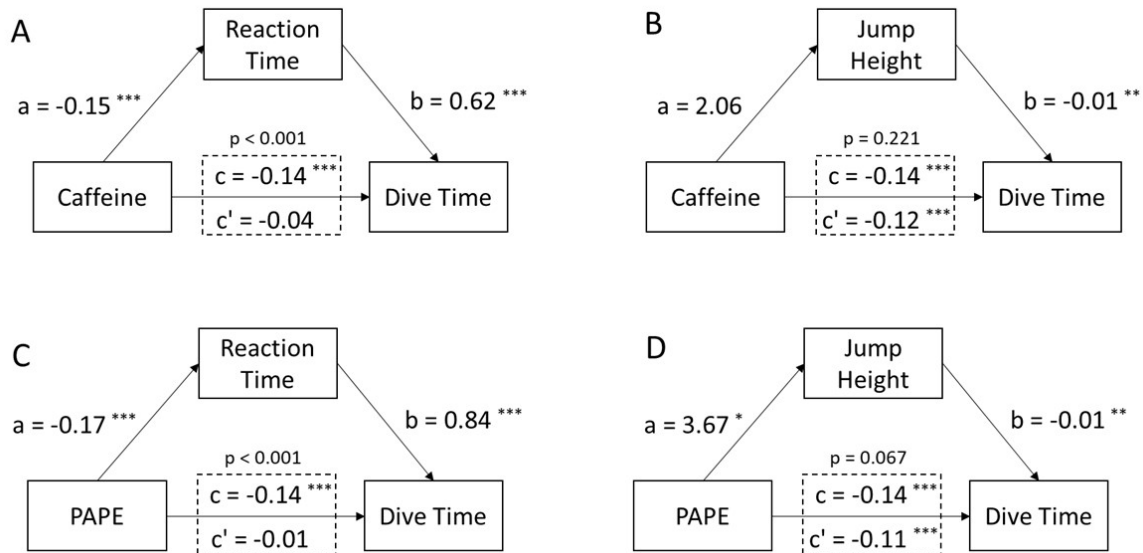 A
Reaction
Time
a = -0.15 ***
b = 0.62 ***
p < 0.001
c = -0.14 ***
c' = -0.04
Caffeine
Dive Time
B
Jump
Height
a = 2.06
b = -0.01 **
p = 0.221
c = -0.14 ***
c' = -0.12 ***
Caffeine
Dive Time
C
Reaction
Time
a = -0.17 ***
b = 0.84 ***
p < 0.001
c = -0.14 ***
c' = -0.01
PAPE
Dive Time
D
Jump
Height
a = 3.67 *
b = -0.01 **
p = 0.067
c = -0.14 ***
c' = -0.11 ***
PAPE
Dive Time